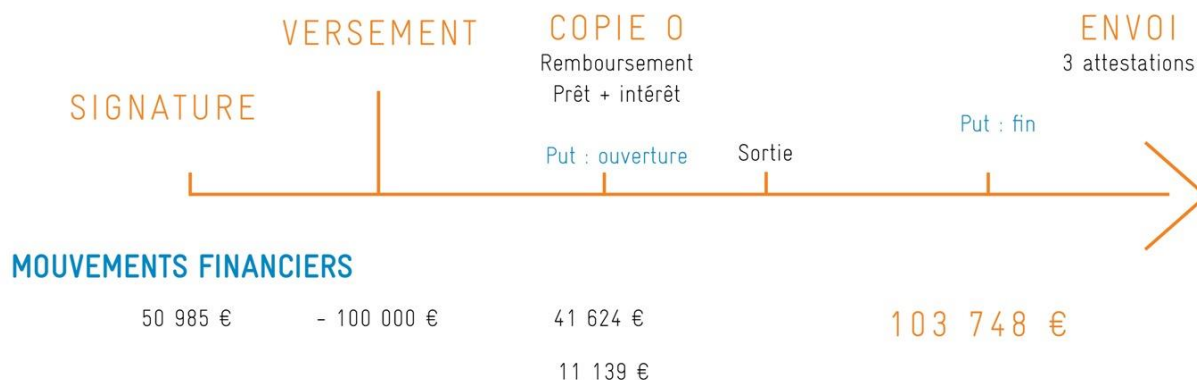 VERSEMENT
COPIE 0
ENVOI
Remboursement
3 attestations
Prêt + intérêt
SIGNATURE
Put : fin
Put : ouverture
Sortie
MOUVEMENTS FINANCIERS
50 985 €
- 100 000 €
41 624 €
103 748 €
11 139 €